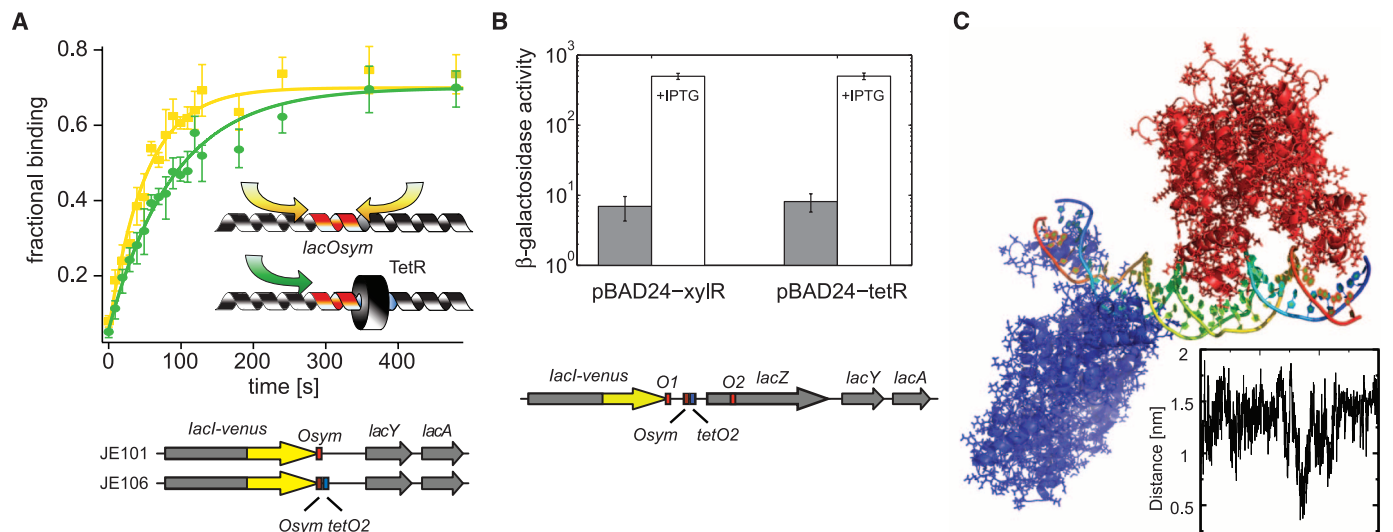 A
0.8
0.6
0.4
0.2
fractional binding
lacOsym
TetR
0
100
200
300
400
time [s]
lacI-venus
Osym
lacY
lacA
JE101
JE106
Osym tetO2
B
10³
10²
10¹
10⁰
β-galactosidase activity
+IPTG
+IPTG
pBAD24−xylR
pBAD24−tetR
lacI-venus
O1
O2
lacZ
lacY
lacA
Osym
tetO2
C
2
1.5
1
0.5
Distance [nm]